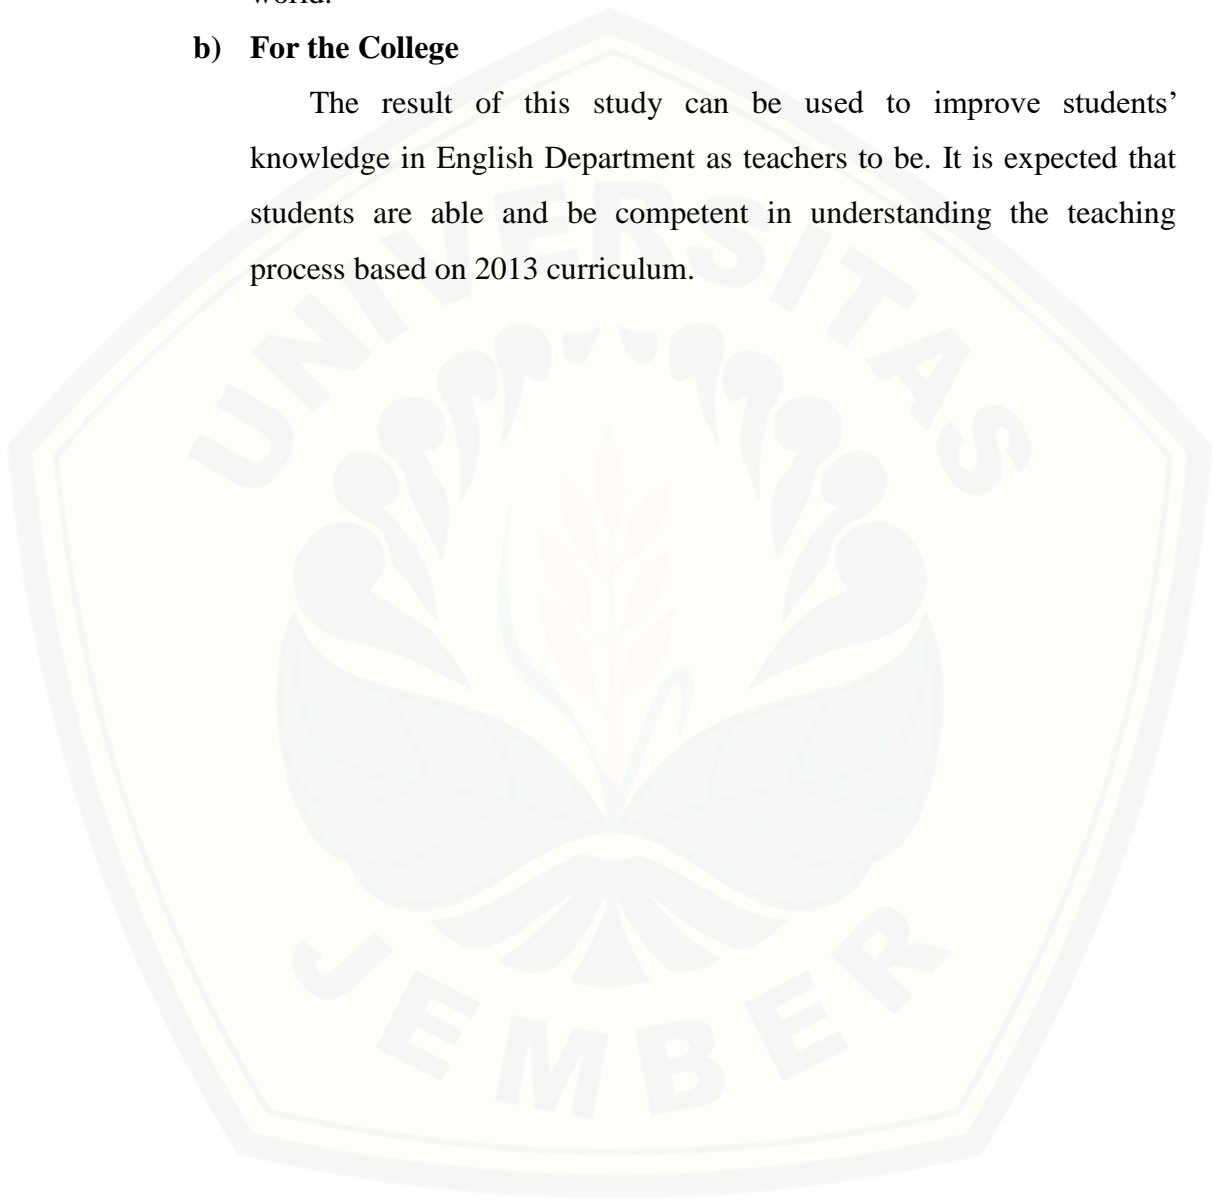 world.
b) For the College
The result of this study can be used to improve students’
knowledge in English Department as teachers to be. It is expected that
students are able and be competent in understanding the teaching
process based on 2013 curriculum.
UNIVERSITAS
JEMBER